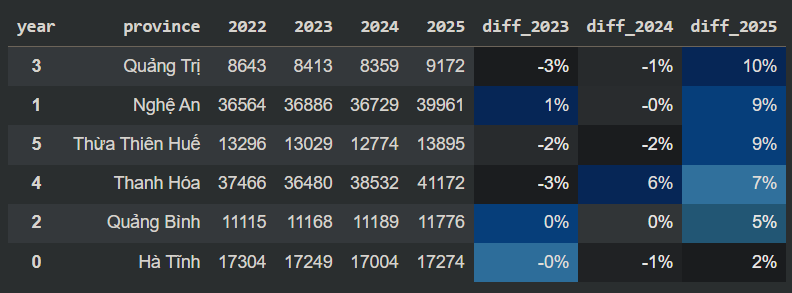 year province 2022 2023 2024 2025 diff_2023 diff_2024 diff_2025
3 Quảng Trị 8643 8413 8359 9172 -3% -1% 10%
1 Nghệ An 36564 36886 36729 39961 1% -0% 9%
5 Thừa Thiên Huế 13296 13029 12774 13895 -2% -2% 9%
4 Thanh Hóa 37466 36480 38532 41172 -3% 6% 7%
2 Quảng Bình 11115 11168 11189 11776 0% 0% 5%
0 Hà Tĩnh 17304 17249 17004 17274 -0% -1% 2%